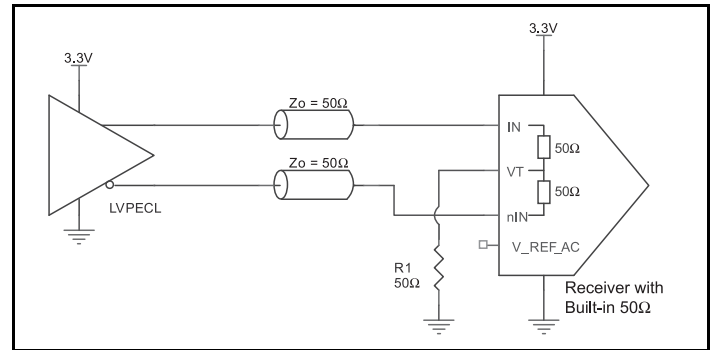 3.3V
3.3V
Zo = 50Ω
Zo = 50Ω
LVPECL
IN
50Ω
VT
50Ω
nIN
V_REF_AC
R1
50Ω
Receiver with
Built-in 50Ω